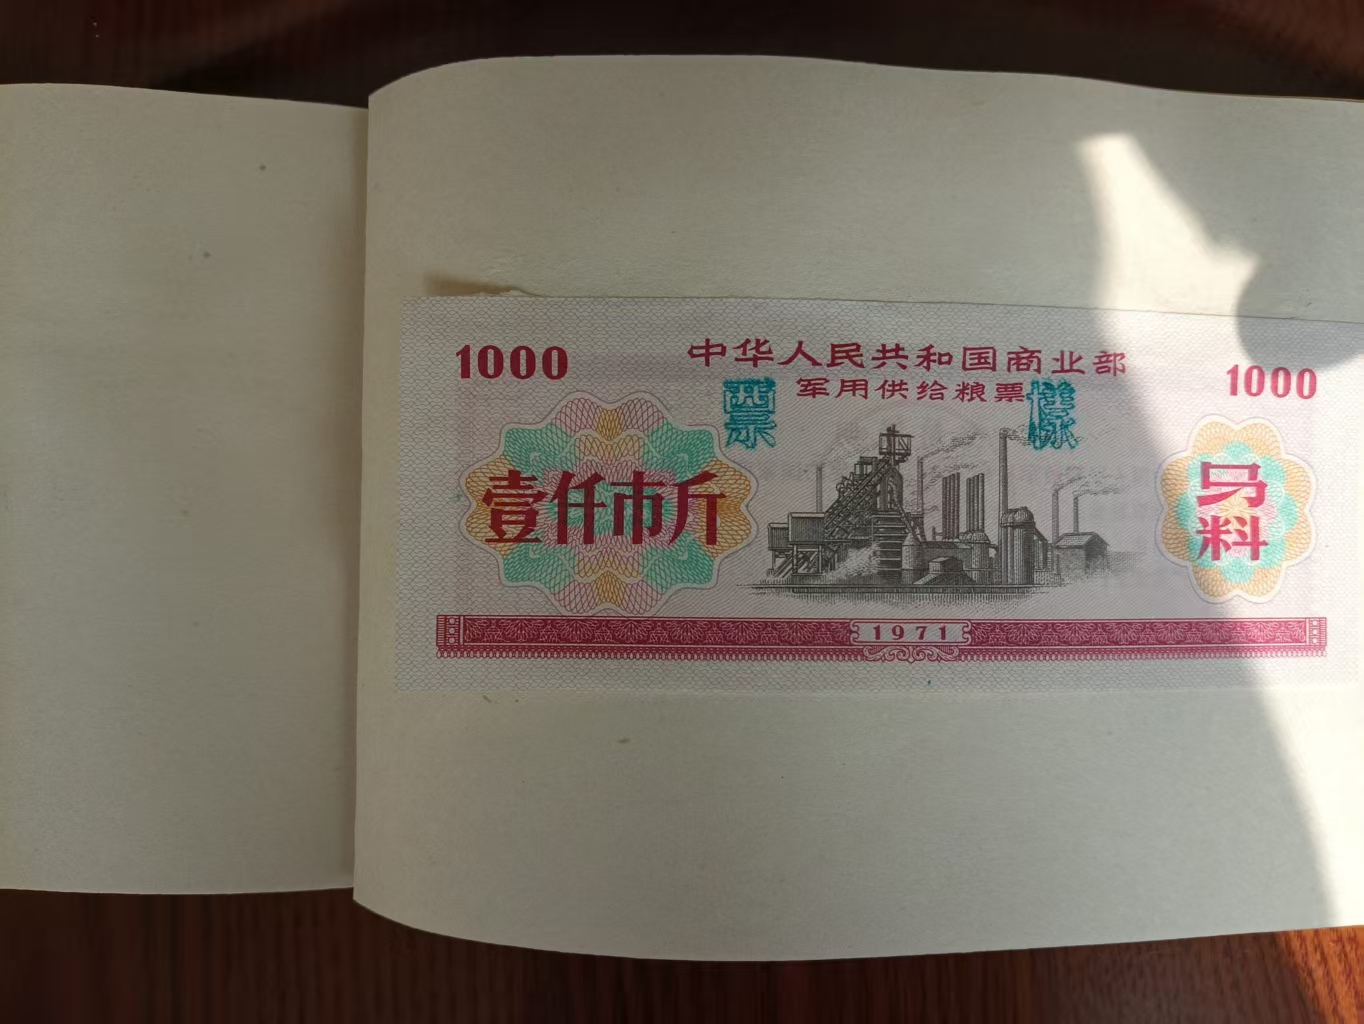 1000
中华人民共和国商业部
1000
军用供给粮票
票
樣
壹仟市斤
马
料
1971